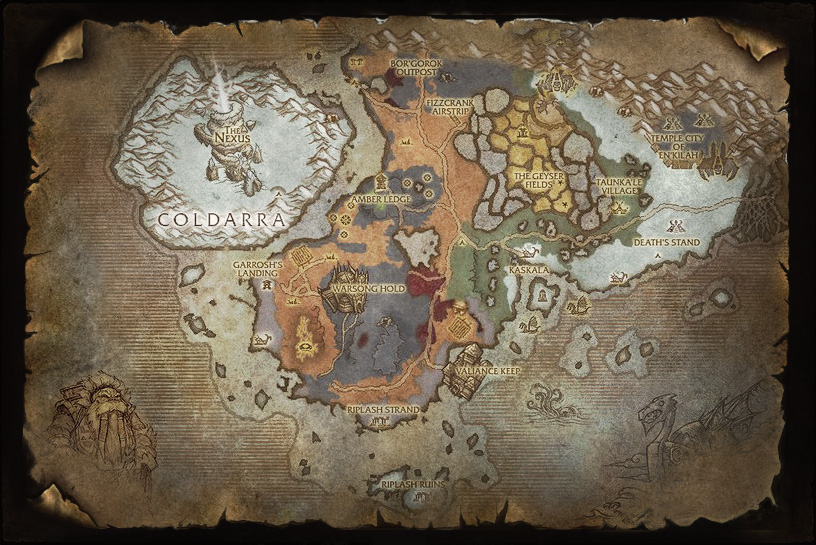 BOR'GOROK
OUTPOST
FIZZCRANK
AIRSTRIP
THE
NEXUS
TEMPLE CITY
OF
EN'KILAH
THE GEYSER
FIELDS
TAUNKA'LE
VILLAGE
AMBER LEDGE
COLDARRA
DEATH'S STAND
GARROSH'S
LANDING
KASKALA
WARSONG HOLD
VALIANCE KEEP
RIPLASH STRAND
RIPLASH RUINS